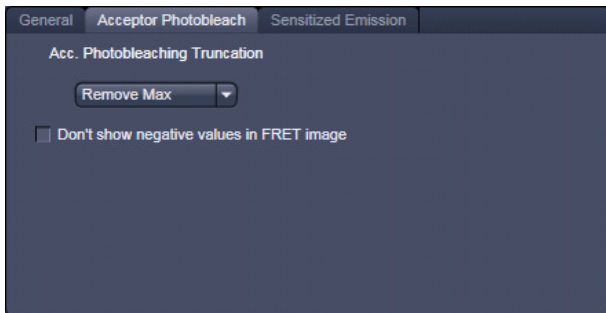 General Acceptor Photobleach Sensitized Emission
Acc. Photobleaching Truncation
Remove Max
Don't show negative values in FRET image